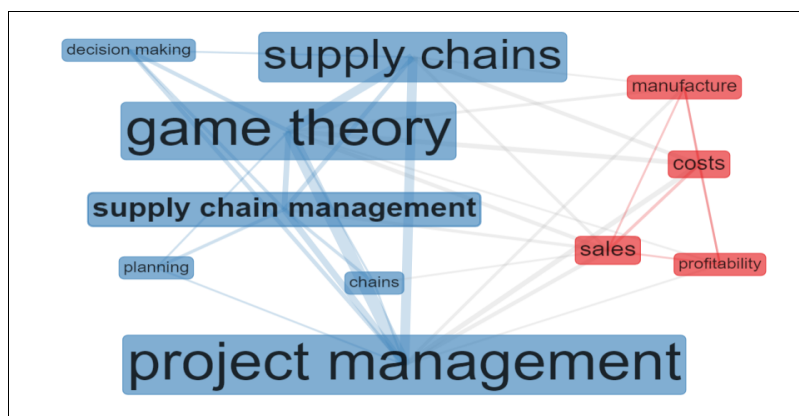 decision making
supply chains
manufacture
game theory
costs
supply chain management
sales
planning
profitability
chains
project management